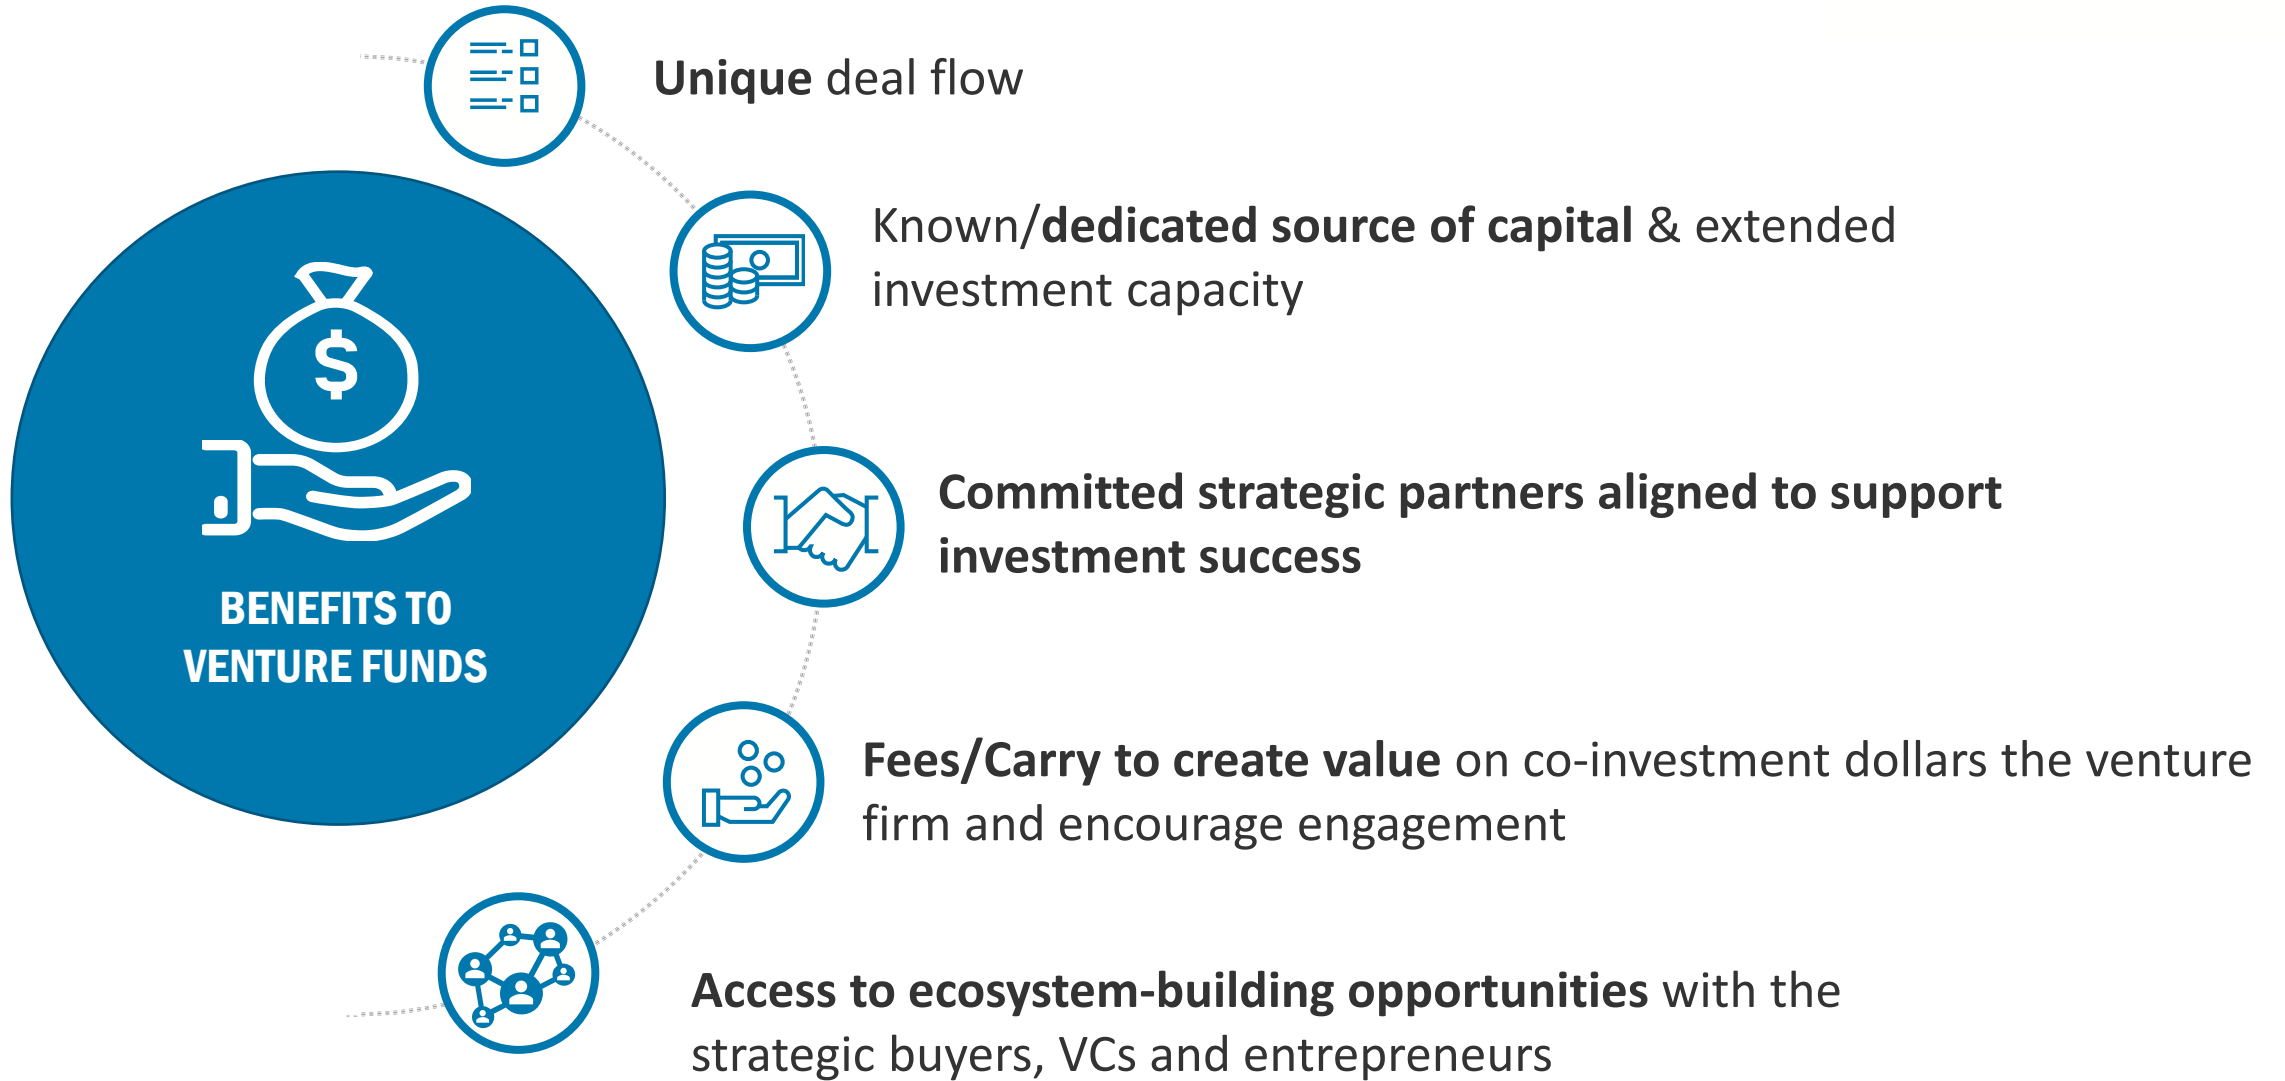 Unique deal flow
Known/dedicated source of capital & extended
investment capacity
$
BENEFITS TO
VENTURE FUNDS
Committed strategic partners aligned to support
investment success
Fees/Carry to create value on co-investment dollars the venture
firm and encourage engagement
Access to ecosystem-building opportunities with the
strategic buyers, VCs and entrepreneurs